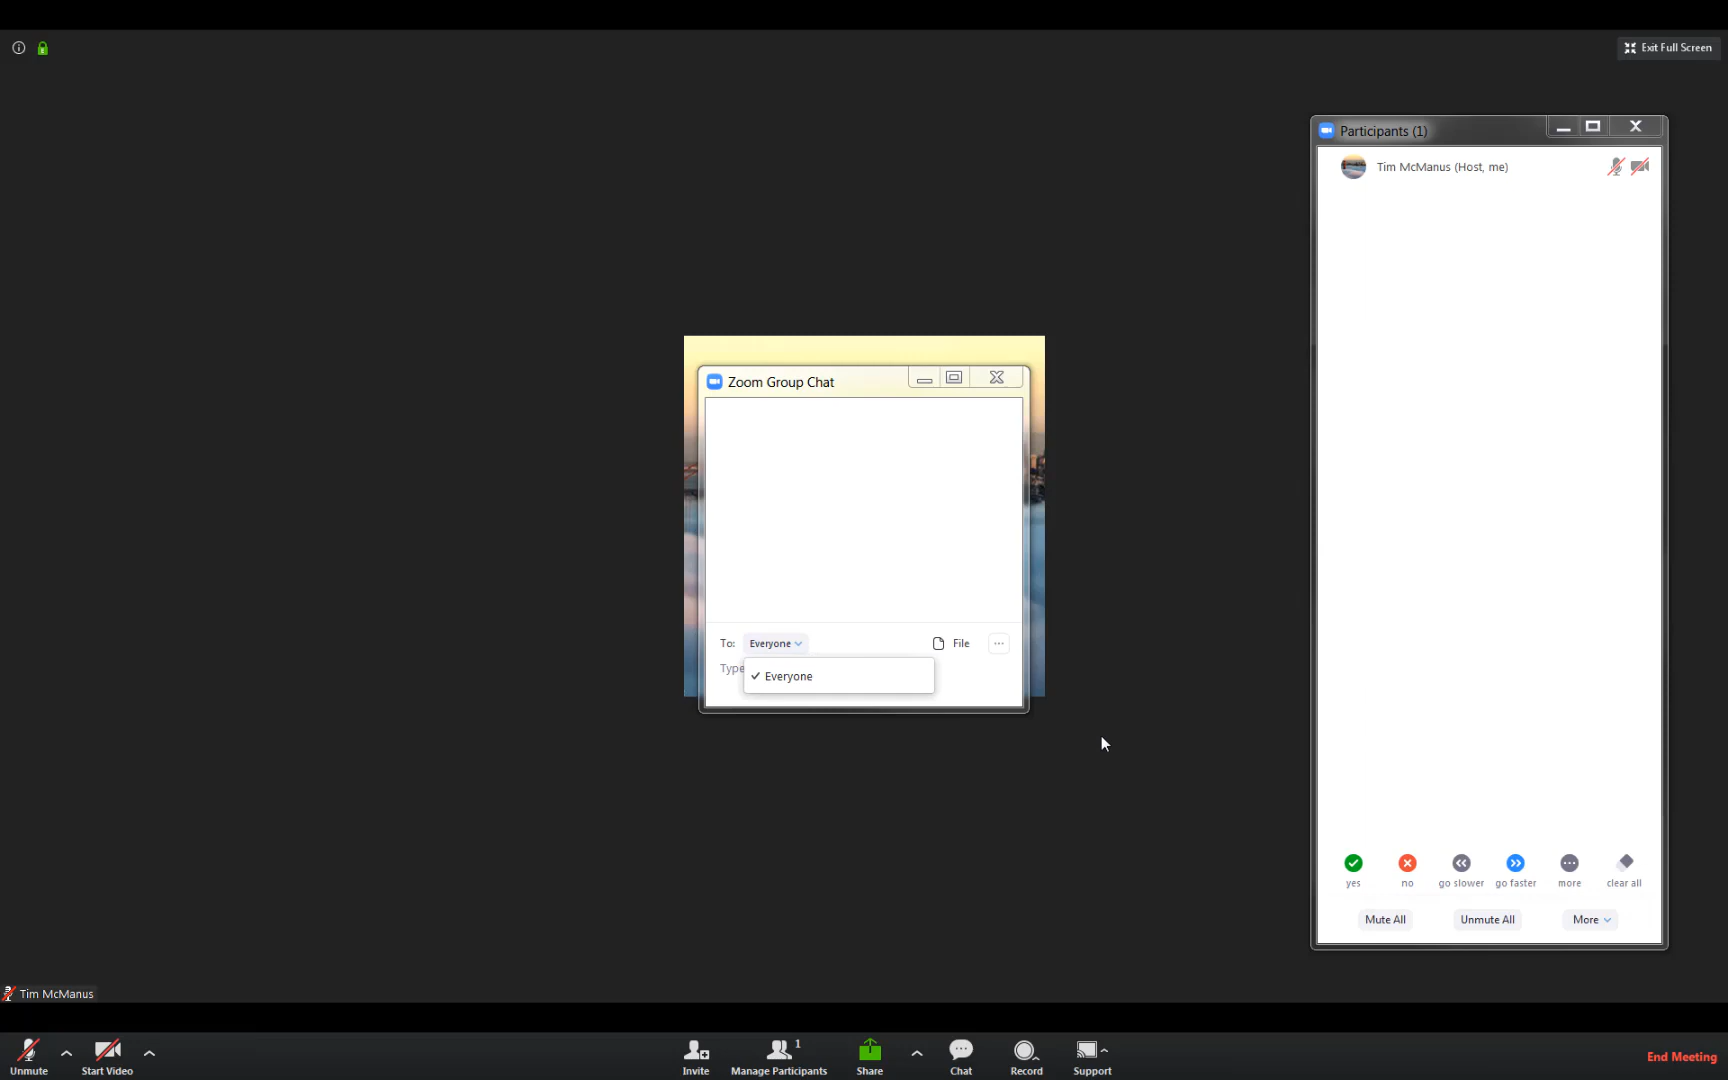 Exit Full Screen
Participants (1)
Tim McManus (Host, me)
Zoom Group Chat
To: Everyone File
Type
Everyone
yes no go slower go faster more clear all
Mute All Unmute All More
Tim McManus
1
Unmute Start Video Invite Manage Participants Share Chat Record Support End Meeting